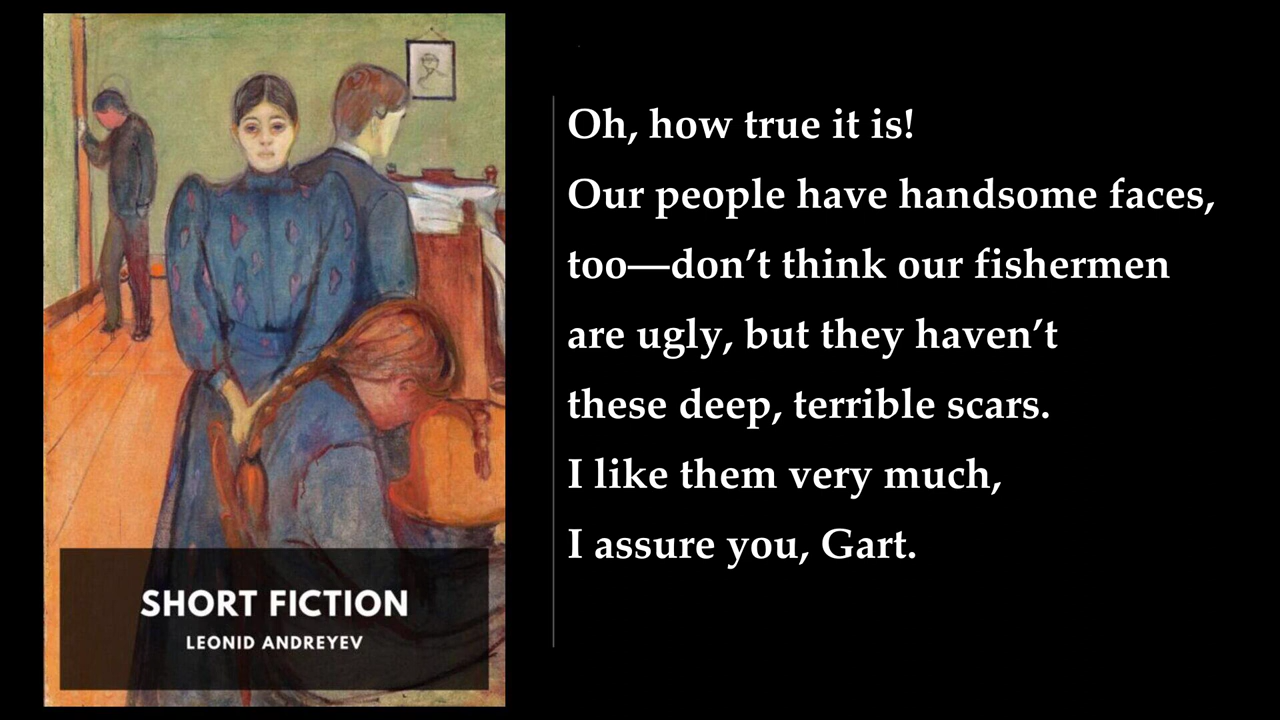 SHORT FICTION
LEONID ANDREYEV
Oh, how true it is!
Our people have handsome faces,
too—don’t think our fishermen
are ugly, but they haven’t
these deep, terrible scars.
I like them very much,
I assure you, Gart.